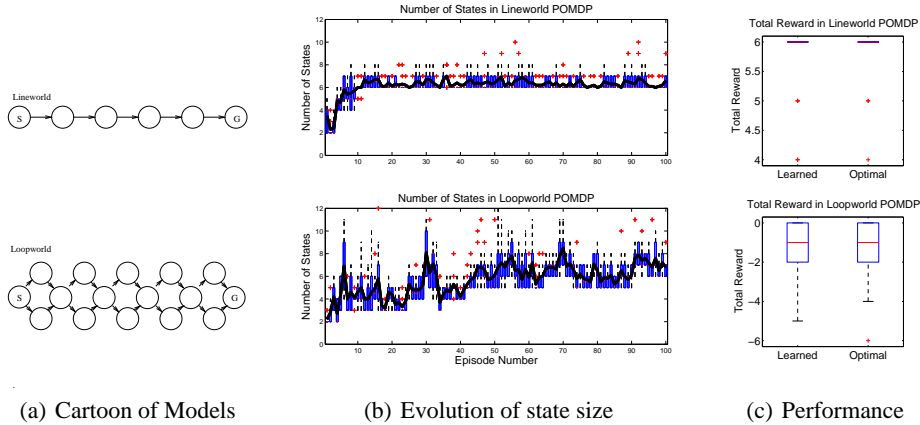 Lineworld
S
G
Loopworld
S
G
(a) Cartoon of Models
Number of States in Lineworld POMDP
Number of States
12
10
8
6
4
2
0
10 20 30 40 50 60 70 80 90 100
Number of States in Loopworld POMDP
Number of States
12
10
8
6
4
2
0
10 20 30 40 50 60 70 80 90 100
Episode Number
(b) Evolution of state size
Total Reward in Lineworld POMDP
Total Reward
6
5.5
5
4.5
4
Learned Optimal
Total Reward in Loopworld POMDP
Total Reward
0
−2
−4
−6
Learned Optimal
(c) Performance